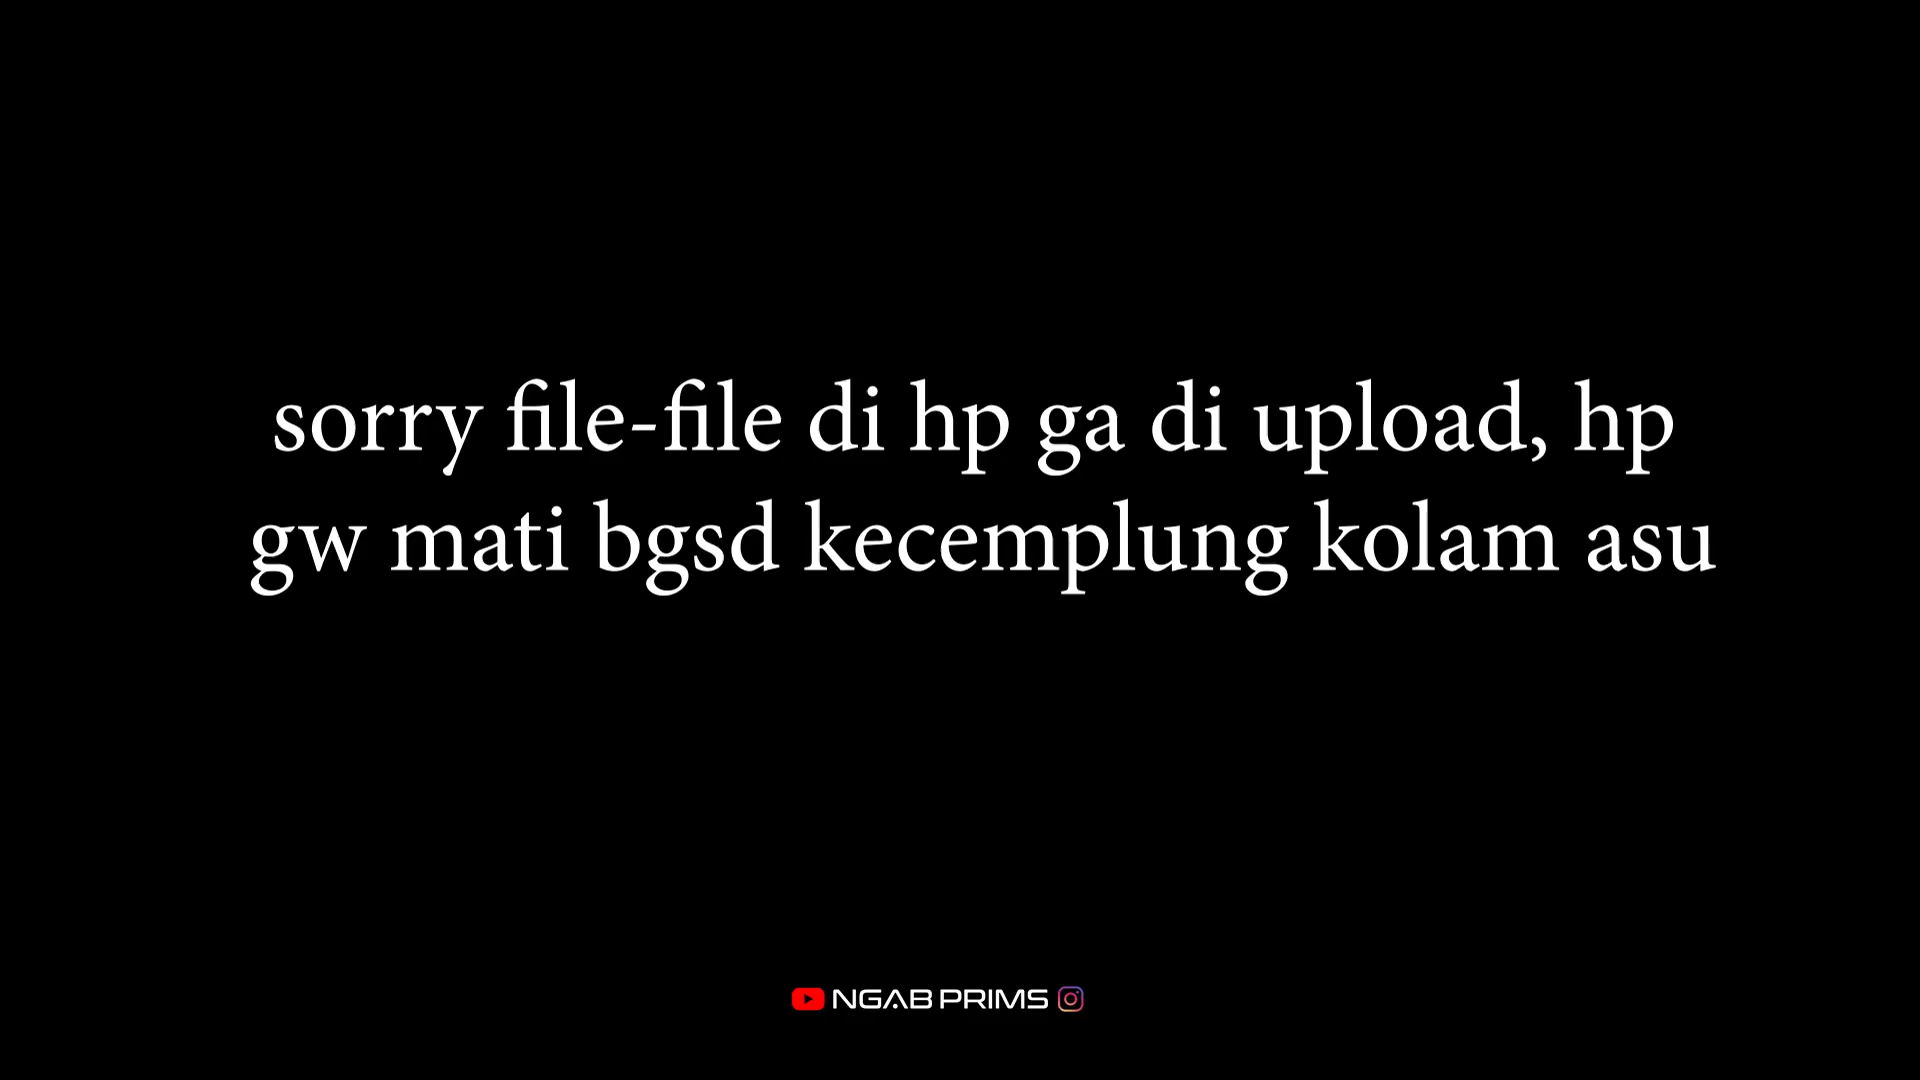 sorry file-file di hp ga di upload, hp
gw mati bgsd kecemplung kolam asu
NGAB PRIMS